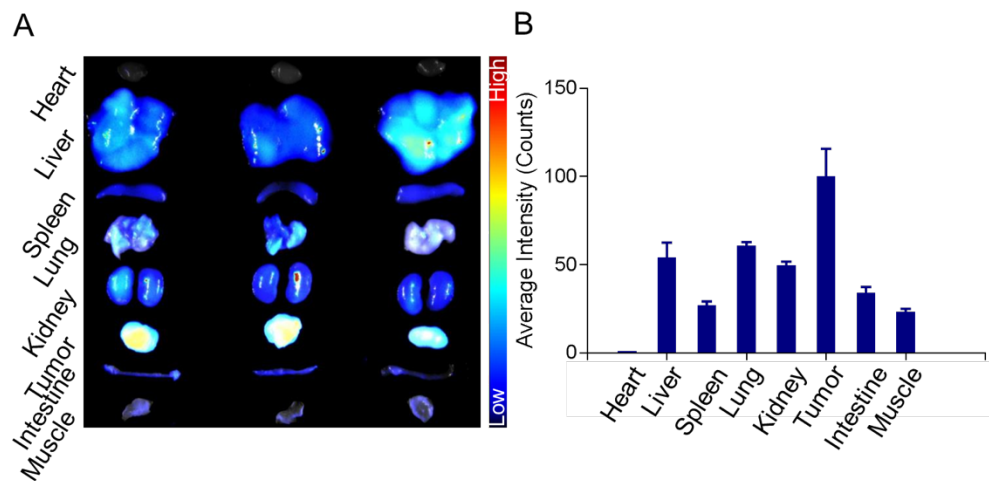 A
Heart
Liver
Spleen
Lung
Kidney
Tumor
Intestine
Muscle
High
Low
B
Average Intensity (Counts)
150
100
50
0
Heart
Liver
Spleen
Lung
Kidney
Tumor
Intestine
Muscle